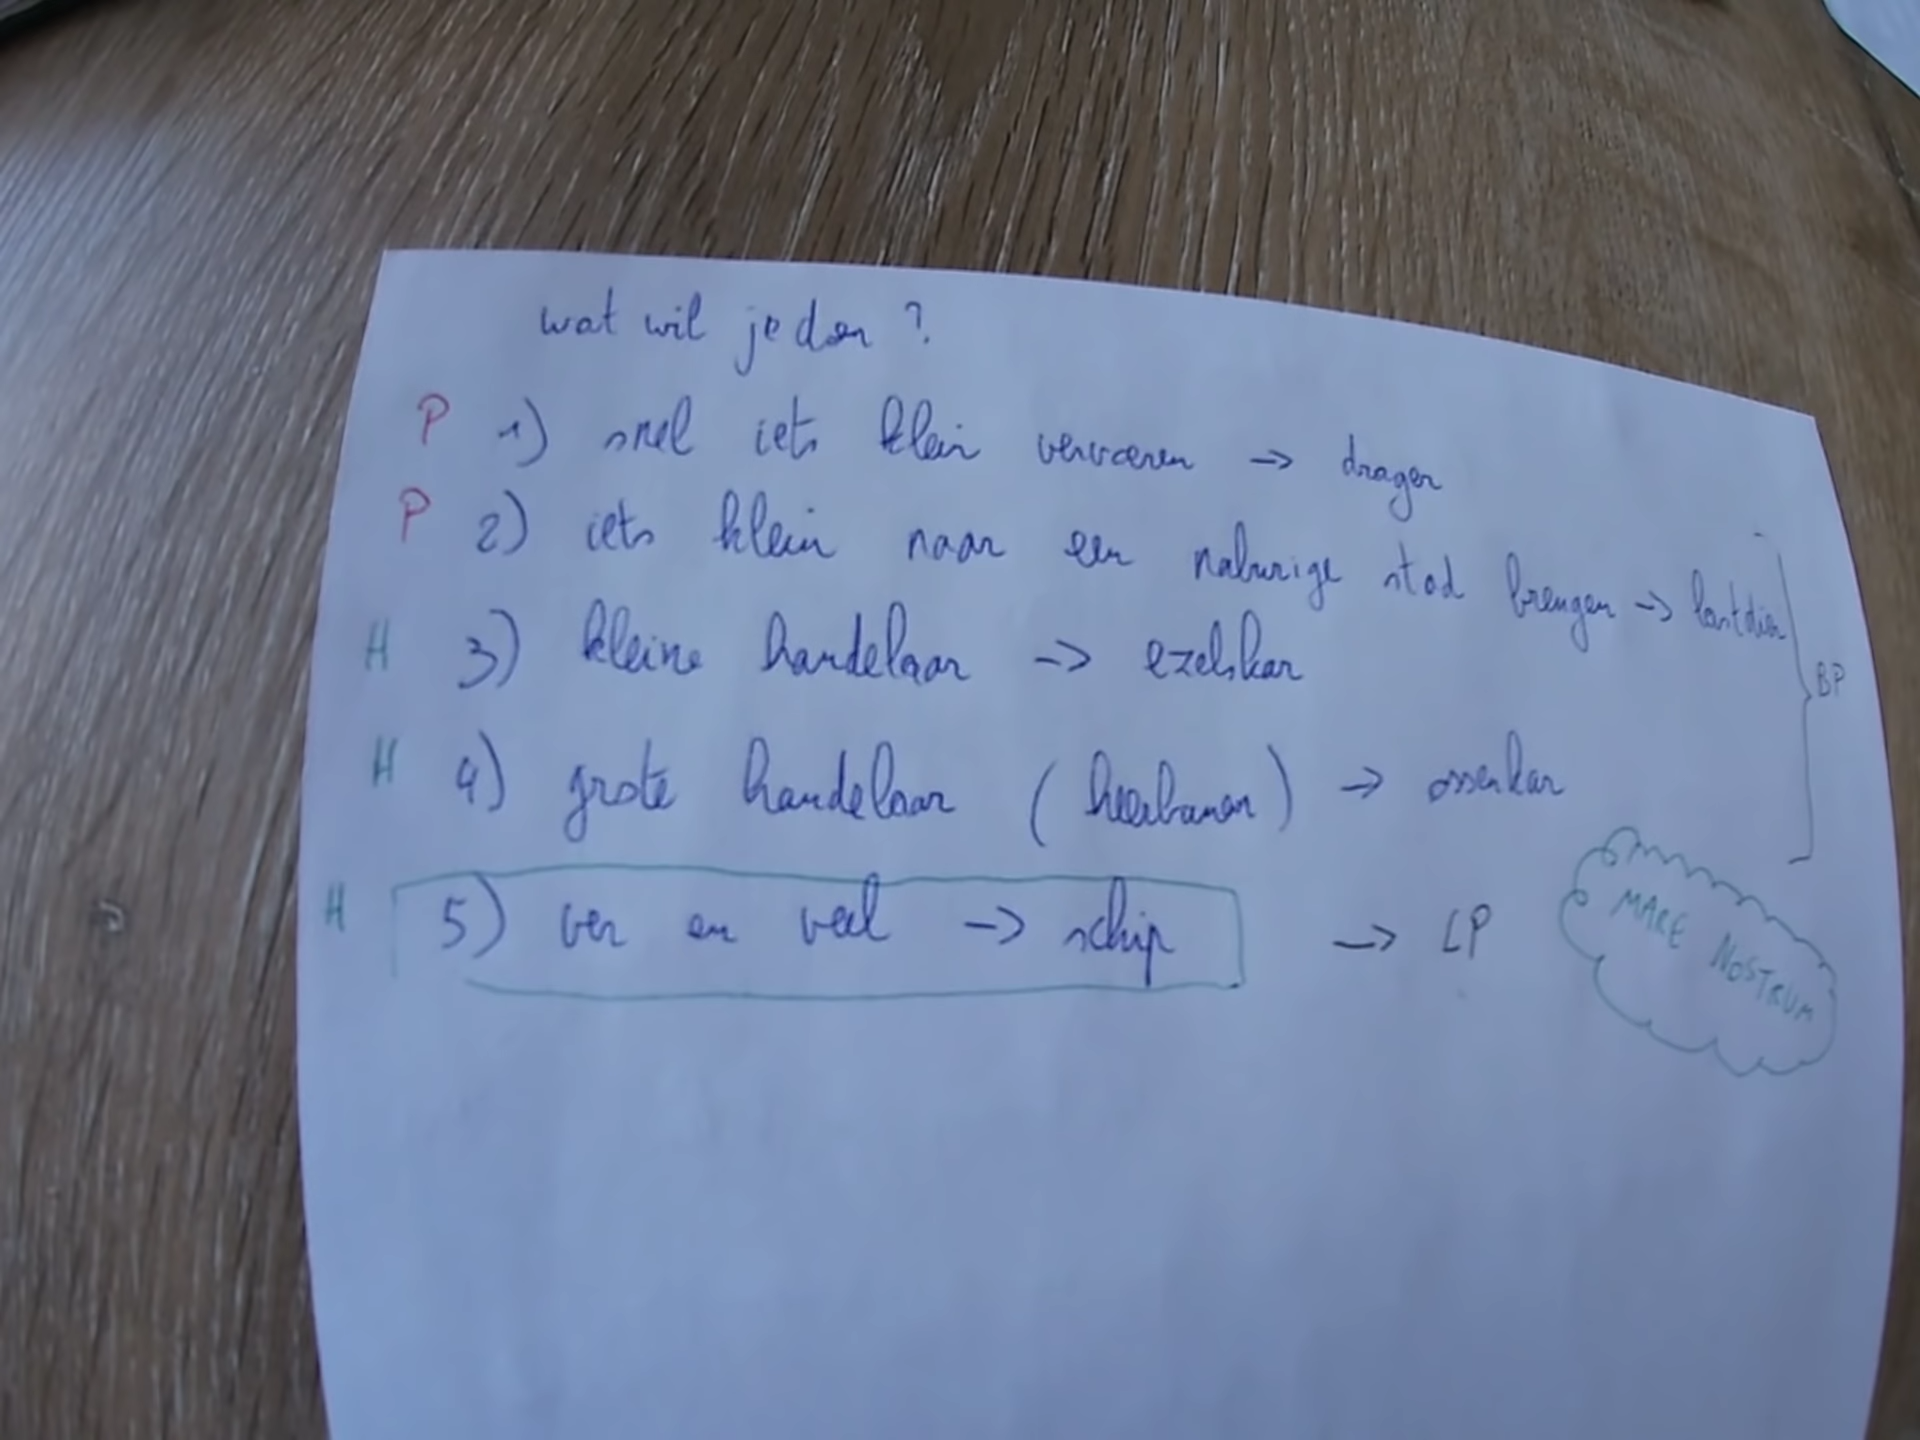 wat wil je doen ?
P 1) snel iets klein vervoeren → dragen
P 2) iets klein naar een naburige stad brengen → lastdier
H 3) kleine handelaar → ezelskar
BP
H 4) grote handelaar ( heerbanen ) → ossenkar
H 5) ver en veel → schip → LP
MARE NOSTRUM